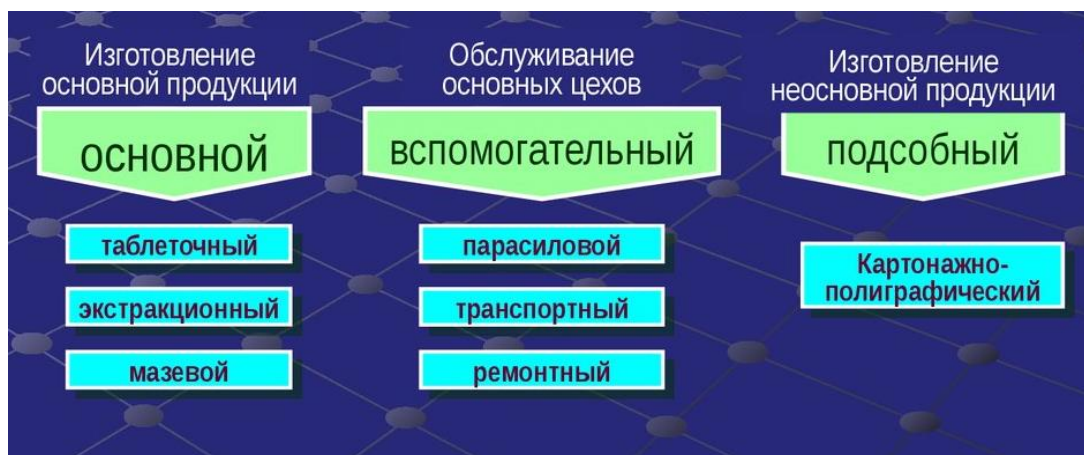 Изготовление
основной продукции
основной
таблеточный
экстракционный
мазевой
Обслуживание
основных цехов
вспомогательный
парасиловой
транспортный
ремонтный
Изготовление
неосновной продукции
подсобный
Картонажно-
полиграфический